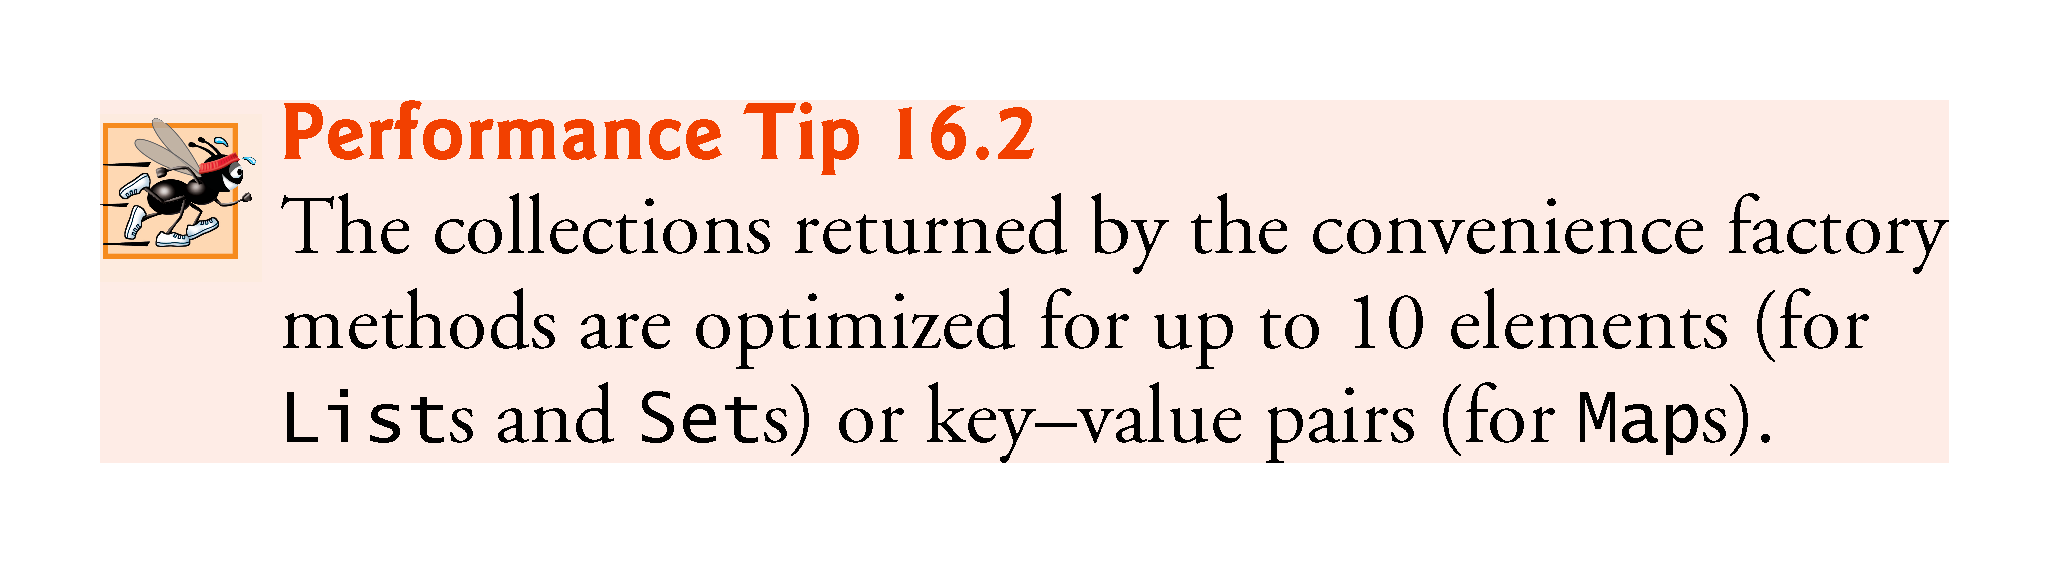 Performance Tip 16.2
The collections returned by the convenience factory
methods are optimized for up to 10 elements (for
Lists and Sets) or key–value pairs (for Maps).